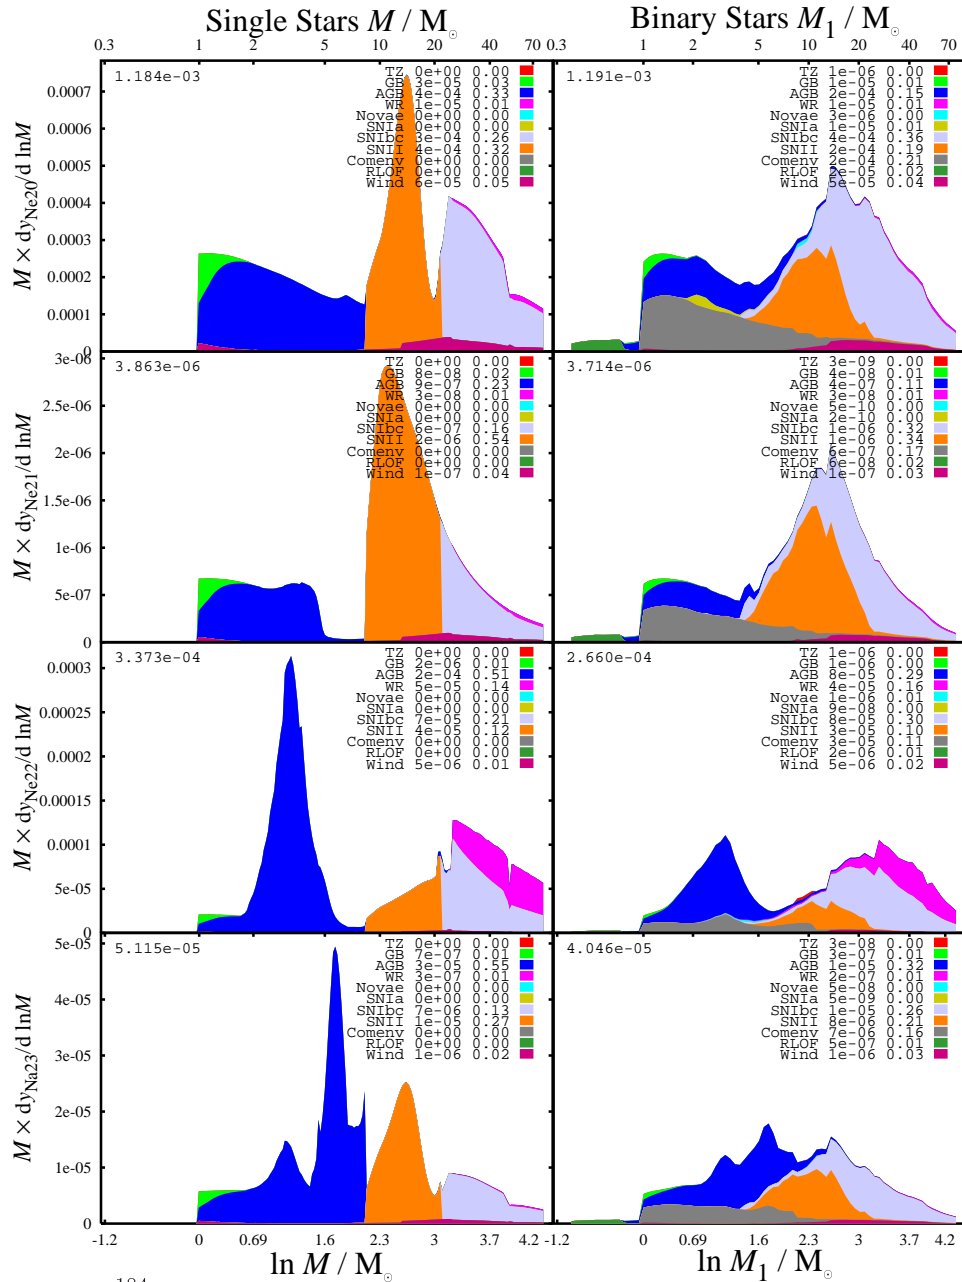 Single Stars M / M☉
Binary Stars M1 / M☉
0.3 1 2 5 10 20 40 70
0.3 1 2 5 10 20 40 70
M × dyNe20/d lnM
0.0007
0.0006
0.0005
0.0004
0.0003
0.0002
0.0001
0
1.184e-03
TZ 0e+00 0.00
GB 3e-05 0.03
AGB 4e-04 0.33
WR 1e-05 0.01
Novae 0e+00 0.00
SNIa 0e+00 0.00
SNIbc 3e-04 0.26
SNII 4e-04 0.32
Comenv 0e+00 0.00
RLOF 0e+00 0.00
Wind 6e-05 0.05
1.191e-03
TZ 1e-06 0.00
GB 1e-05 0.01
AGB 2e-04 0.15
WR 1e-05 0.01
Novae 3e-06 0.00
SNIa 1e-05 0.01
SNIbc 4e-04 0.36
SNII 2e-04 0.19
Comenv 2e-04 0.21
RLOF 2e-05 0.02
Wind 5e-05 0.04
M × dyNe21/d lnM
3e-06
2.5e-06
2e-06
1.5e-06
1e-06
5e-07
0
3.863e-06
TZ 0e+00 0.00
GB 8e-08 0.02
AGB 9e-07 0.23
WR 3e-08 0.01
Novae 0e+00 0.00
SNIa 0e+00 0.00
SNIbc 6e-07 0.16
SNII 2e-06 0.54
Comenv 0e+00 0.00
RLOF 0e+00 0.00
Wind 1e-07 0.04
3.714e-06
TZ 3e-09 0.00
GB 4e-08 0.01
AGB 4e-07 0.11
WR 3e-08 0.01
Novae 5e-10 0.00
SNIa 2e-10 0.00
SNIbc 1e-06 0.32
SNII 1e-06 0.34
Comenv 6e-07 0.17
RLOF 6e-08 0.02
Wind 1e-07 0.03
M × dyNe22/d lnM
0.0003
0.00025
0.0002
0.00015
0.0001
5e-05
0
3.373e-04
TZ 0e+00 0.00
GB 2e-06 0.01
AGB 2e-04 0.51
WR 5e-05 0.14
Novae 0e+00 0.00
SNIa 0e+00 0.00
SNIbc 7e-05 0.21
SNII 4e-05 0.12
Comenv 0e+00 0.00
RLOF 0e+00 0.00
Wind 5e-06 0.01
2.660e-04
TZ 1e-06 0.00
GB 1e-06 0.00
AGB 8e-05 0.29
WR 4e-05 0.16
Novae 1e-06 0.01
SNIa 9e-08 0.00
SNIbc 8e-05 0.30
SNII 3e-05 0.10
Comenv 3e-05 0.11
RLOF 2e-06 0.01
Wind 5e-06 0.02
M × dyNa23/d lnM
5e-05
4e-05
3e-05
2e-05
1e-05
0
5.115e-05
TZ 0e+00 0.00
GB 7e-07 0.01
AGB 3e-05 0.55
WR 3e-07 0.01
Novae 0e+00 0.00
SNIa 0e+00 0.00
SNIbc 7e-06 0.13
SNII 1e-05 0.27
Comenv 0e+00 0.00
RLOF 0e+00 0.00
Wind 1e-06 0.02
4.046e-05
TZ 3e-08 0.00
GB 3e-07 0.01
AGB 1e-05 0.32
WR 2e-07 0.01
Novae 5e-08 0.00
SNIa 5e-09 0.00
SNIbc 1e-05 0.26
SNII 8e-06 0.21
Comenv 7e-06 0.16
RLOF 5e-07 0.01
Wind 1e-06 0.03
-1.2 0 0.69 1.6 2.3 3 3.7 4.2
-1.2 0 0.69 1.6 2.3 3 3.7 4.2
ln M / M☉
ln M1 / M☉